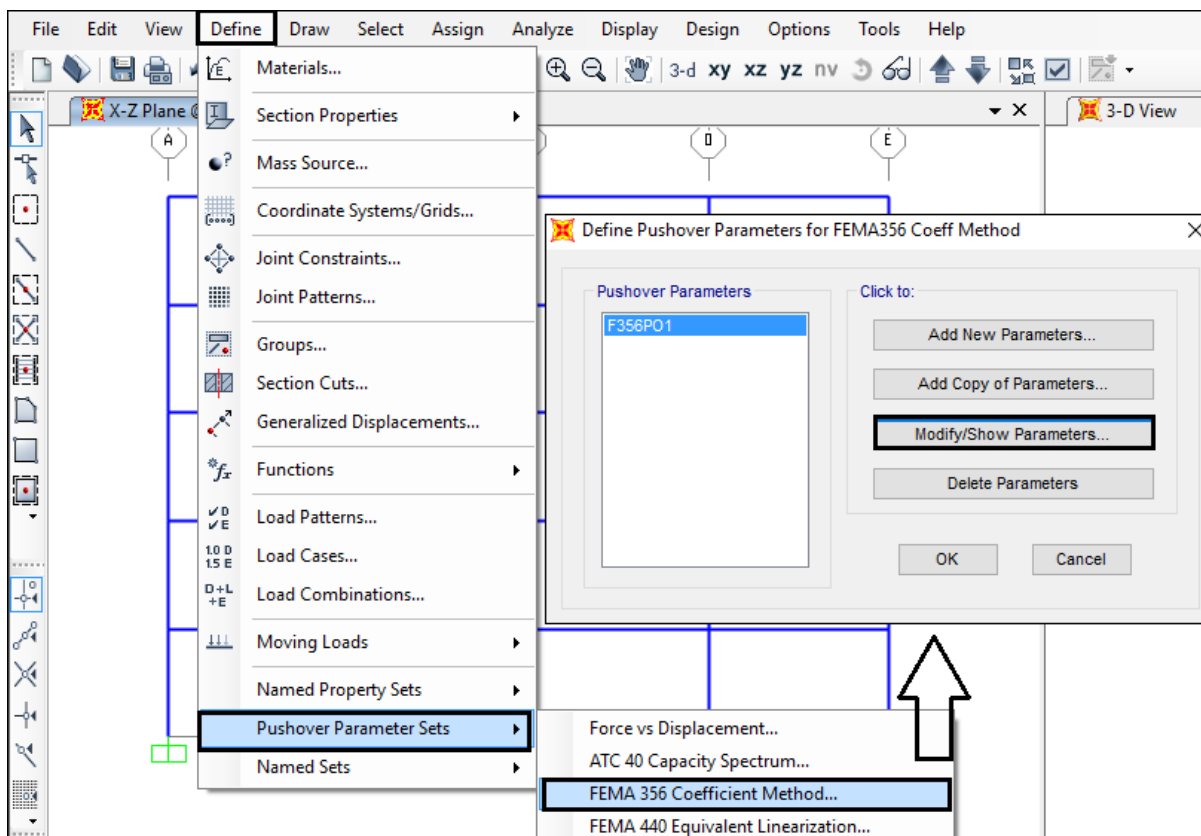 File Edit View Define Draw Select Assign Analyze Display Design Options Tools Help
3-d xy xz yz nv
X-Z Plane @
3-D View
A
D
E
Materials...
Section Properties
Mass Source...
Coordinate Systems/Grids...
Joint Constraints...
Joint Patterns...
Groups...
Section Cuts...
Generalized Displacements...
Functions
Load Patterns...
Load Cases...
Load Combinations...
Moving Loads
Named Property Sets
Pushover Parameter Sets
Named Sets
Force vs Displacement...
ATC 40 Capacity Spectrum...
FEMA 356 Coefficient Method...
FEMA 440 Equivalent Linearization...
Define Pushover Parameters for FEMA356 Coeff Method
Pushover Parameters
F356PO1
Click to:
Add New Parameters...
Add Copy of Parameters...
Modify/Show Parameters...
Delete Parameters
OK Cancel